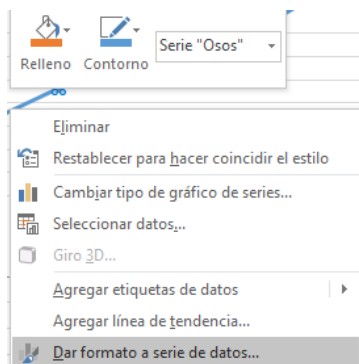 Serie "Osos"
Relleno Contorno
Eliminar
Restablecer para hacer coincidir el estilo
Cambiar tipo de gráfico de series...
Seleccionar datos...
Giro 3D...
Agregar etiquetas de datos
Agregar línea de tendencia...
Dar formato a serie de datos...